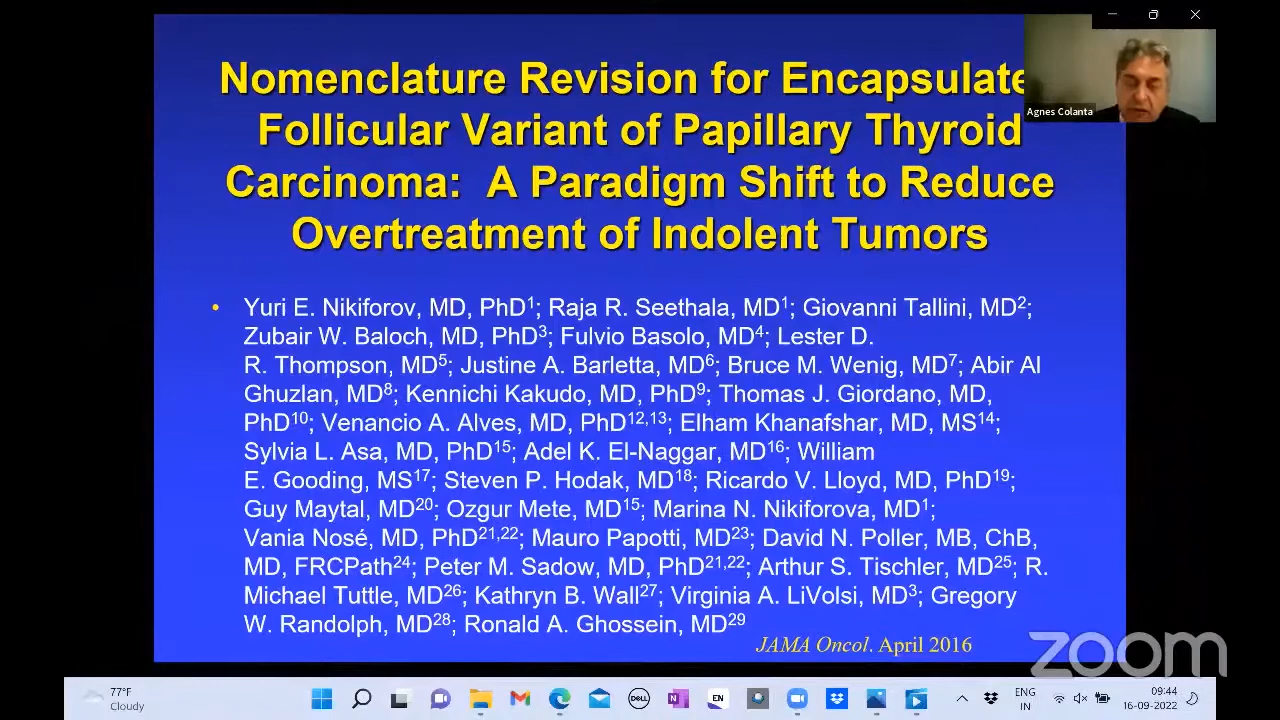 Nomenclature Revision for Encapsulate
Follicular Variant of Papillary Thyroid
Carcinoma: A Paradigm Shift to Reduce
Overtreatment of Indolent Tumors
Agnes Colanta
• Yuri E. Nikiforov, MD, PhD1; Raja R. Seethala, MD1; Giovanni Tallini, MD2;
Zubair W. Baloch, MD, PhD3; Fulvio Basolo, MD4; Lester D.
R. Thompson, MD5; Justine A. Barletta, MD6; Bruce M. Wenig, MD7; Abir Al
Ghuzlan, MD8; Kennichi Kakudo, MD, PhD9; Thomas J. Giordano, MD,
PhD10; Venancio A. Alves, MD, PhD12,13; Elham Khanafshar, MD, MS14;
Sylvia L. Asa, MD, PhD15; Adel K. El-Naggar, MD16; William
E. Gooding, MS17; Steven P. Hodak, MD18; Ricardo V. Lloyd, MD, PhD19;
Guy Maytal, MD20; Ozgur Mete, MD15; Marina N. Nikiforova, MD1;
Vania Nosé, MD, PhD21,22; Mauro Papotti, MD23; David N. Poller, MB, ChB,
MD, FRCPath24; Peter M. Sadow, MD, PhD21,22; Arthur S. Tischler, MD25; R.
Michael Tuttle, MD26; Kathryn B. Wall27; Virginia A. LiVolsi, MD3; Gregory
W. Randolph, MD28; Ronald A. Ghossein, MD29
JAMA Oncol. April 2016
zoom
77°F
Cloudy
DELL
N
EN
ENG
IN
09:44
16-09-2022